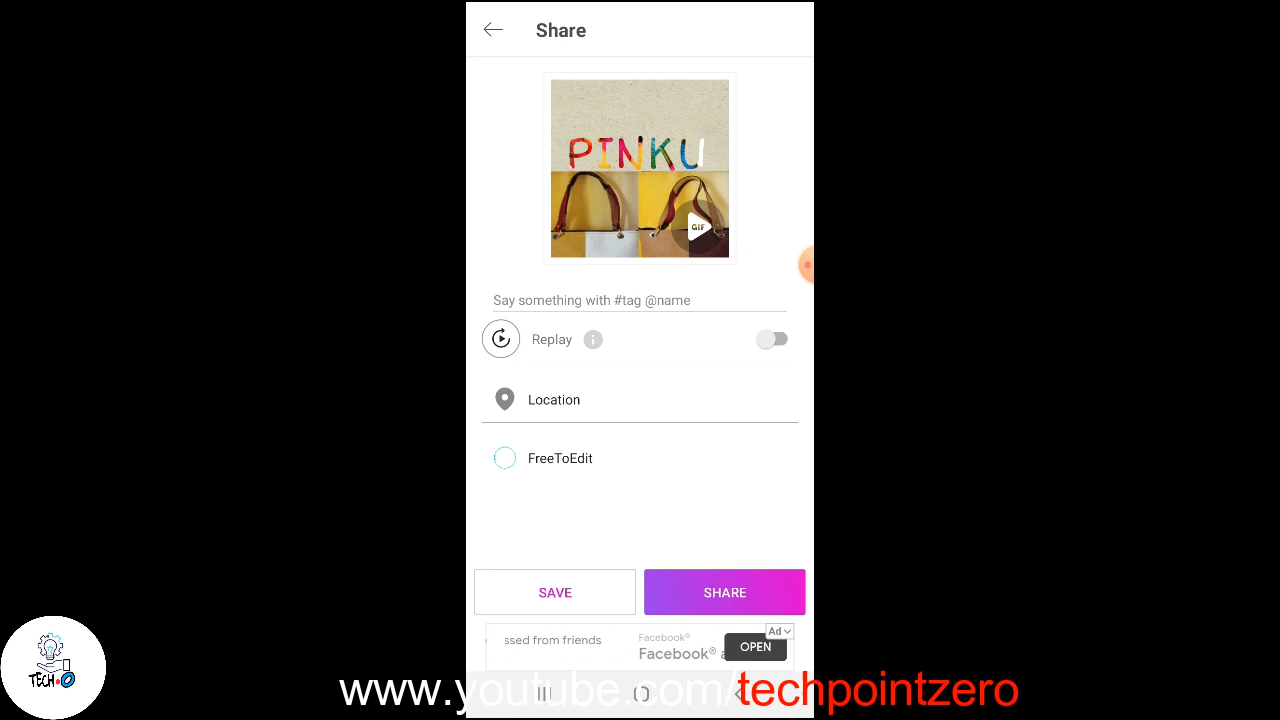 Share
PINKU
GIF
Say something with #tag @name
Replay
Location
FreeToEdit
SAVE
SHARE
Ad
ssed from friends
Facebook®
Facebook® a
OPEN
www.youtube.com/techpointzero
TECH